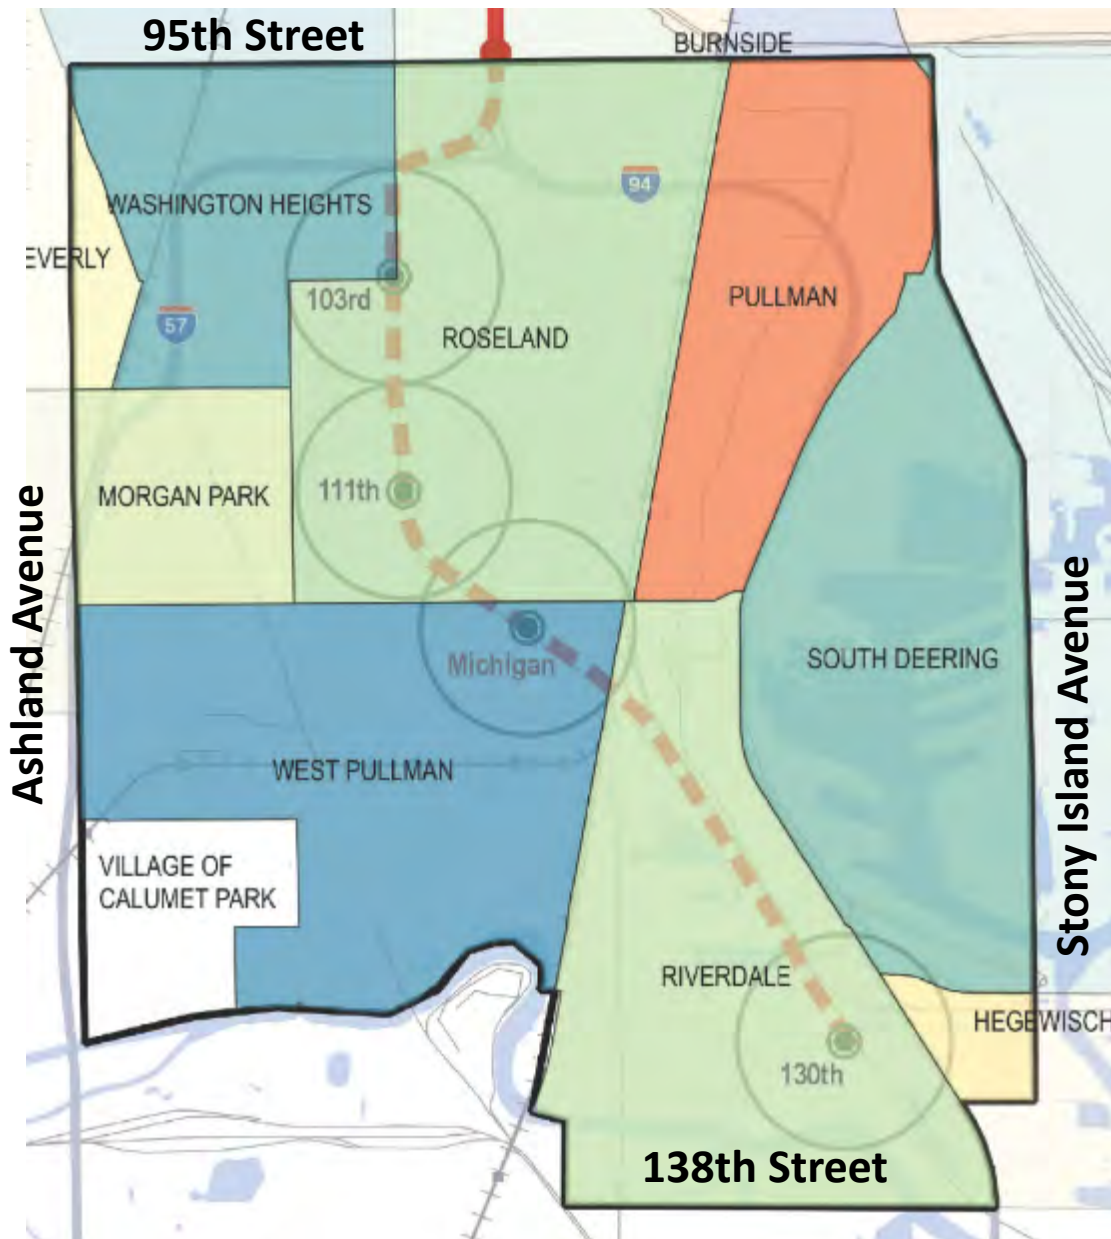 95th Street
BURNSIDE
94
WASHINGTON HEIGHTS
EVERLY
103rd
57
PULLMAN
ROSELAND
111th
MORGAN PARK
Ashland Avenue
Michigan
SOUTH DEERING
Stony Island Avenue
WEST PULLMAN
VILLAGE OF
CALUMET PARK
RIVERDALE
HEGEWISCH
130th
138th Street